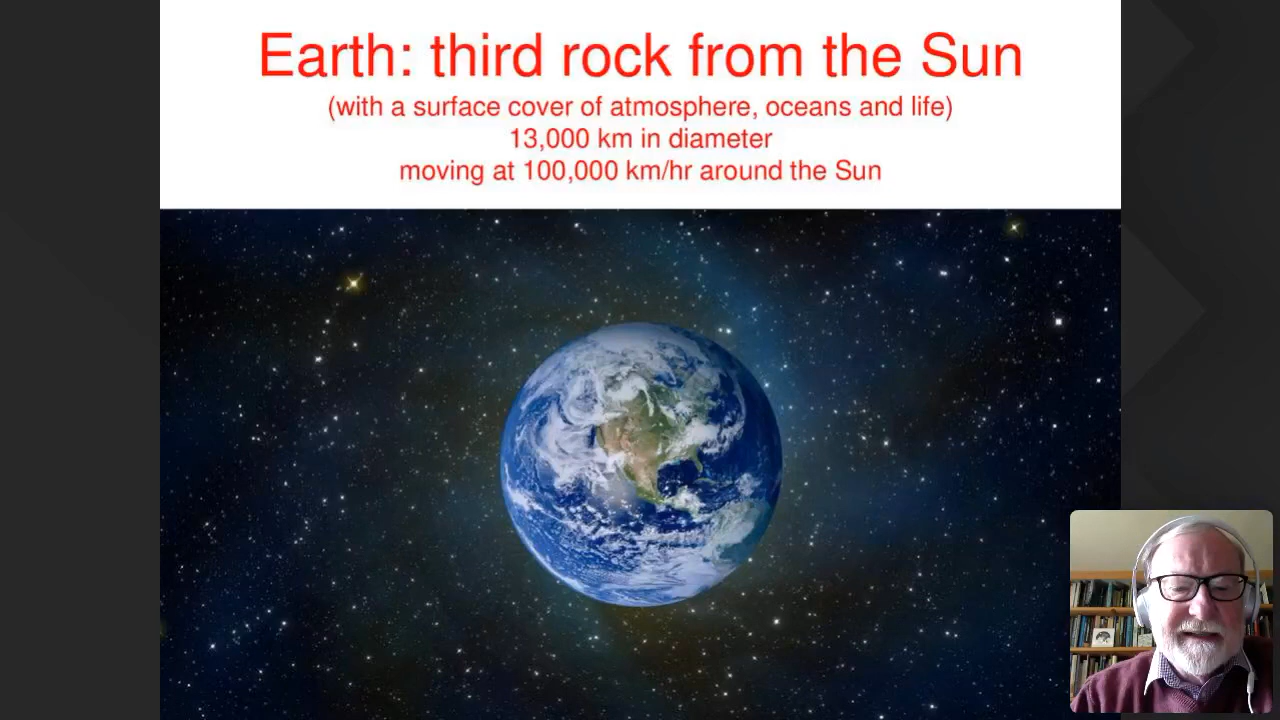 Earth: third rock from the Sun
(with a surface cover of atmosphere, oceans and life)
13,000 km in diameter
moving at 100,000 km/hr around the Sun